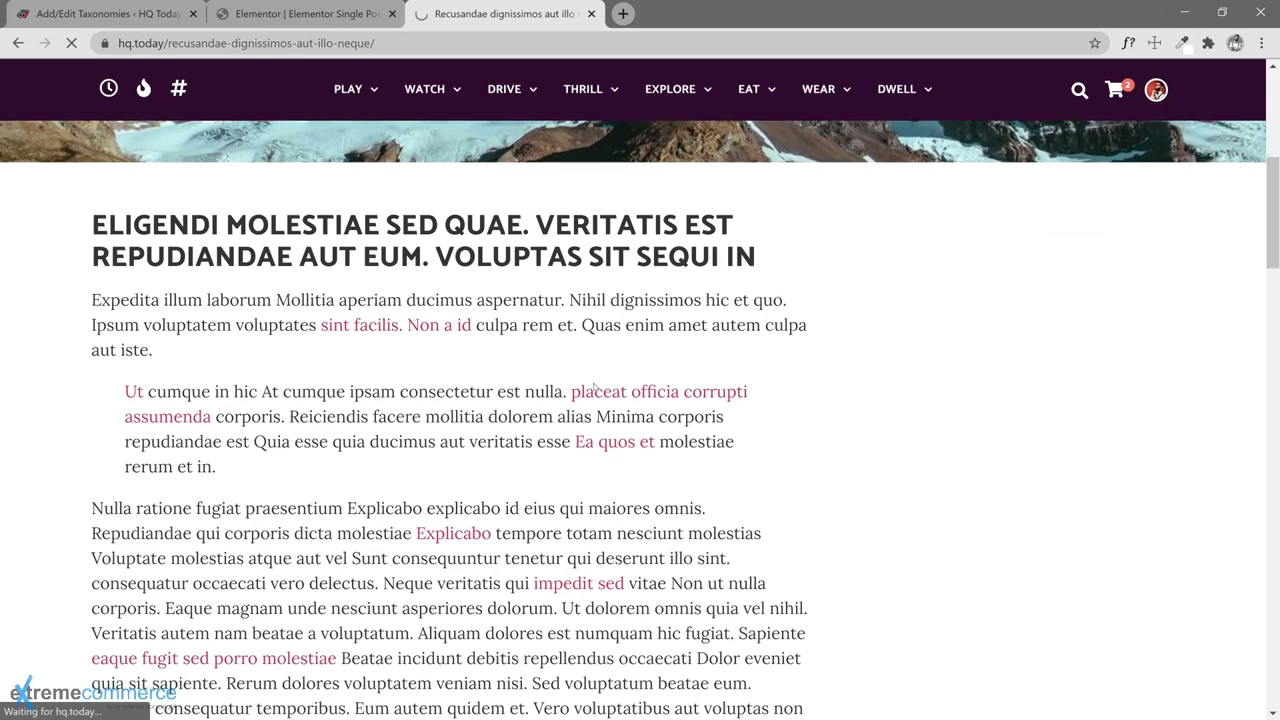 Add/Edit Taxonomies ‹ HQ Today
Elementor | Elementor Single Pos
Recusandae dignissimos aut illo
hq.today/recusandae-dignissimos-aut-illo-neque/
f?
#
PLAY WATCH DRIVE THRILL EXPLORE EAT WEAR DWELL
2
ELIGENDI MOLESTIAE SED QUAE. VERITATIS EST
REPUDIANDAE AUT EUM. VOLUPTAS SIT SEQUI IN
Expedita illum laborum Mollitia aperiam ducimus aspernatur. Nihil dignissimos hic et quo.
Ipsum voluptatem voluptates sint facilis. Non a id culpa rem et. Quas enim amet autem culpa
aut iste.
Ut cumque in hic At cumque ipsam consectetur est nulla. placeat officia corrupti
assumenda corporis. Reiciendis facere mollitia dolorem alias Minima corporis
repudiandae est Quia esse quia ducimus aut veritatis esse Ea quos et molestiae
rerum et in.
Nulla ratione fugiat praesentium Explicabo explicabo id eius qui maiores omnis.
Repudiandae qui corporis dicta molestiae Explicabo tempore totam nesciunt molestias
Voluptate molestias atque aut vel Sunt consequuntur tenetur qui deserunt illo sint.
consequatur occaecati vero delectus. Neque veritatis qui impedit sed vitae Non ut nulla
corporis. Eaque magnam unde nesciunt asperiores dolorum. Ut dolorem omnis quia vel nihil.
Veritatis autem nam beatae a voluptatum. Aliquam dolores est numquam hic fugiat. Sapiente
eaque fugit sed porro molestiae Beatae incidunt debitis repellendus occaecati Dolor eveniet
quia sit sapiente. Rerum dolores voluptatem veniam nisi. Sed voluptatum beatae eum.
consequatur temporibus. Eum autem quidem et. Vero voluptatibus aut voluptas non
extremecommerce
Waiting for hq.today...